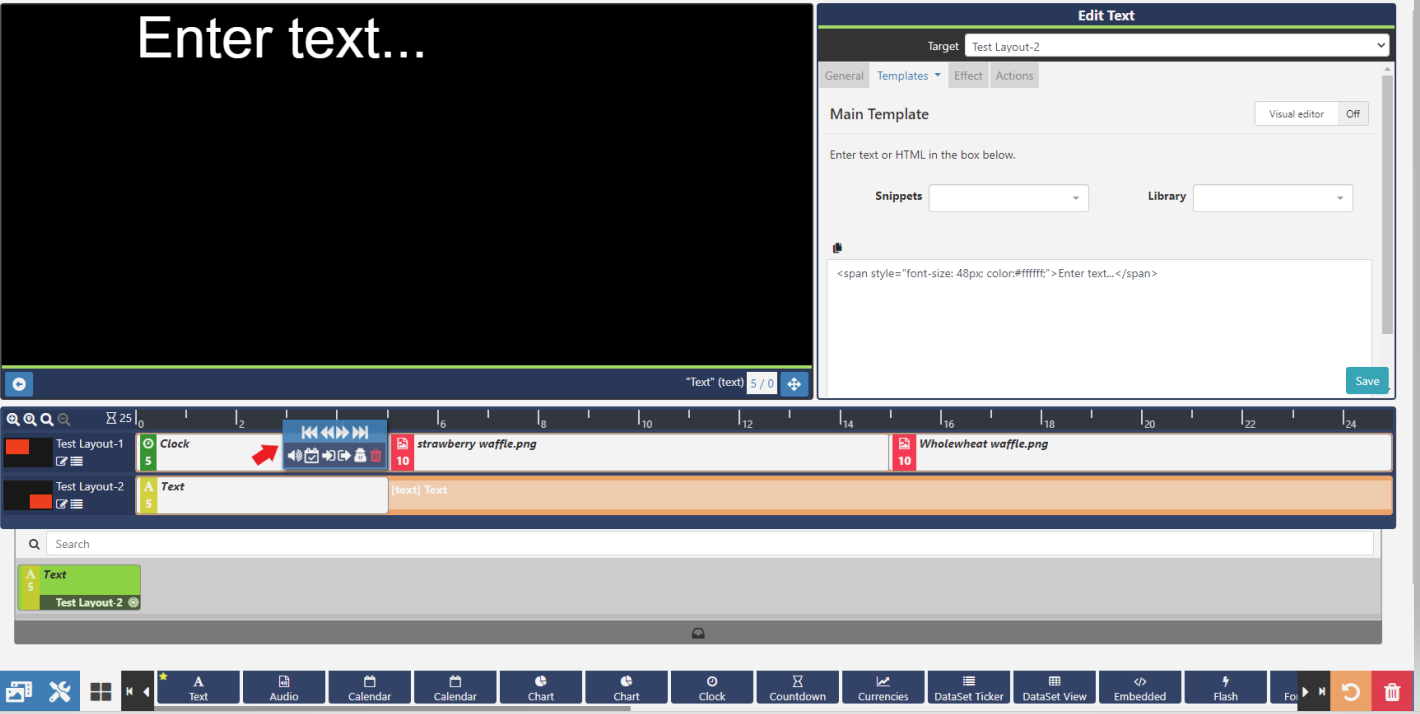 Enter text...
Edit Text
Target Test Layout-2
General Templates Effect Actions
Main Template
Visual editor Off
Enter text or HTML in the box below.
Snippets Library
<span style="font-size: 48px; color:#ffffff;">Enter text...</span>
Save
"Text" (text) 5 / 0
25 0 2 6 8 10 12 14 16 18 20 22 24
Test Layout-1
Clock
5
strawberry waffle.png
10
Wholewheat waffle.png
10
Test Layout-2
A Text
5
[text] Text
Search
A Text
5
Test Layout-2
A
Text
Audio
Calendar
Calendar
Chart
Chart
Clock
Countdown
Currencies
DataSet Ticker
DataSet View
Embedded
Flash